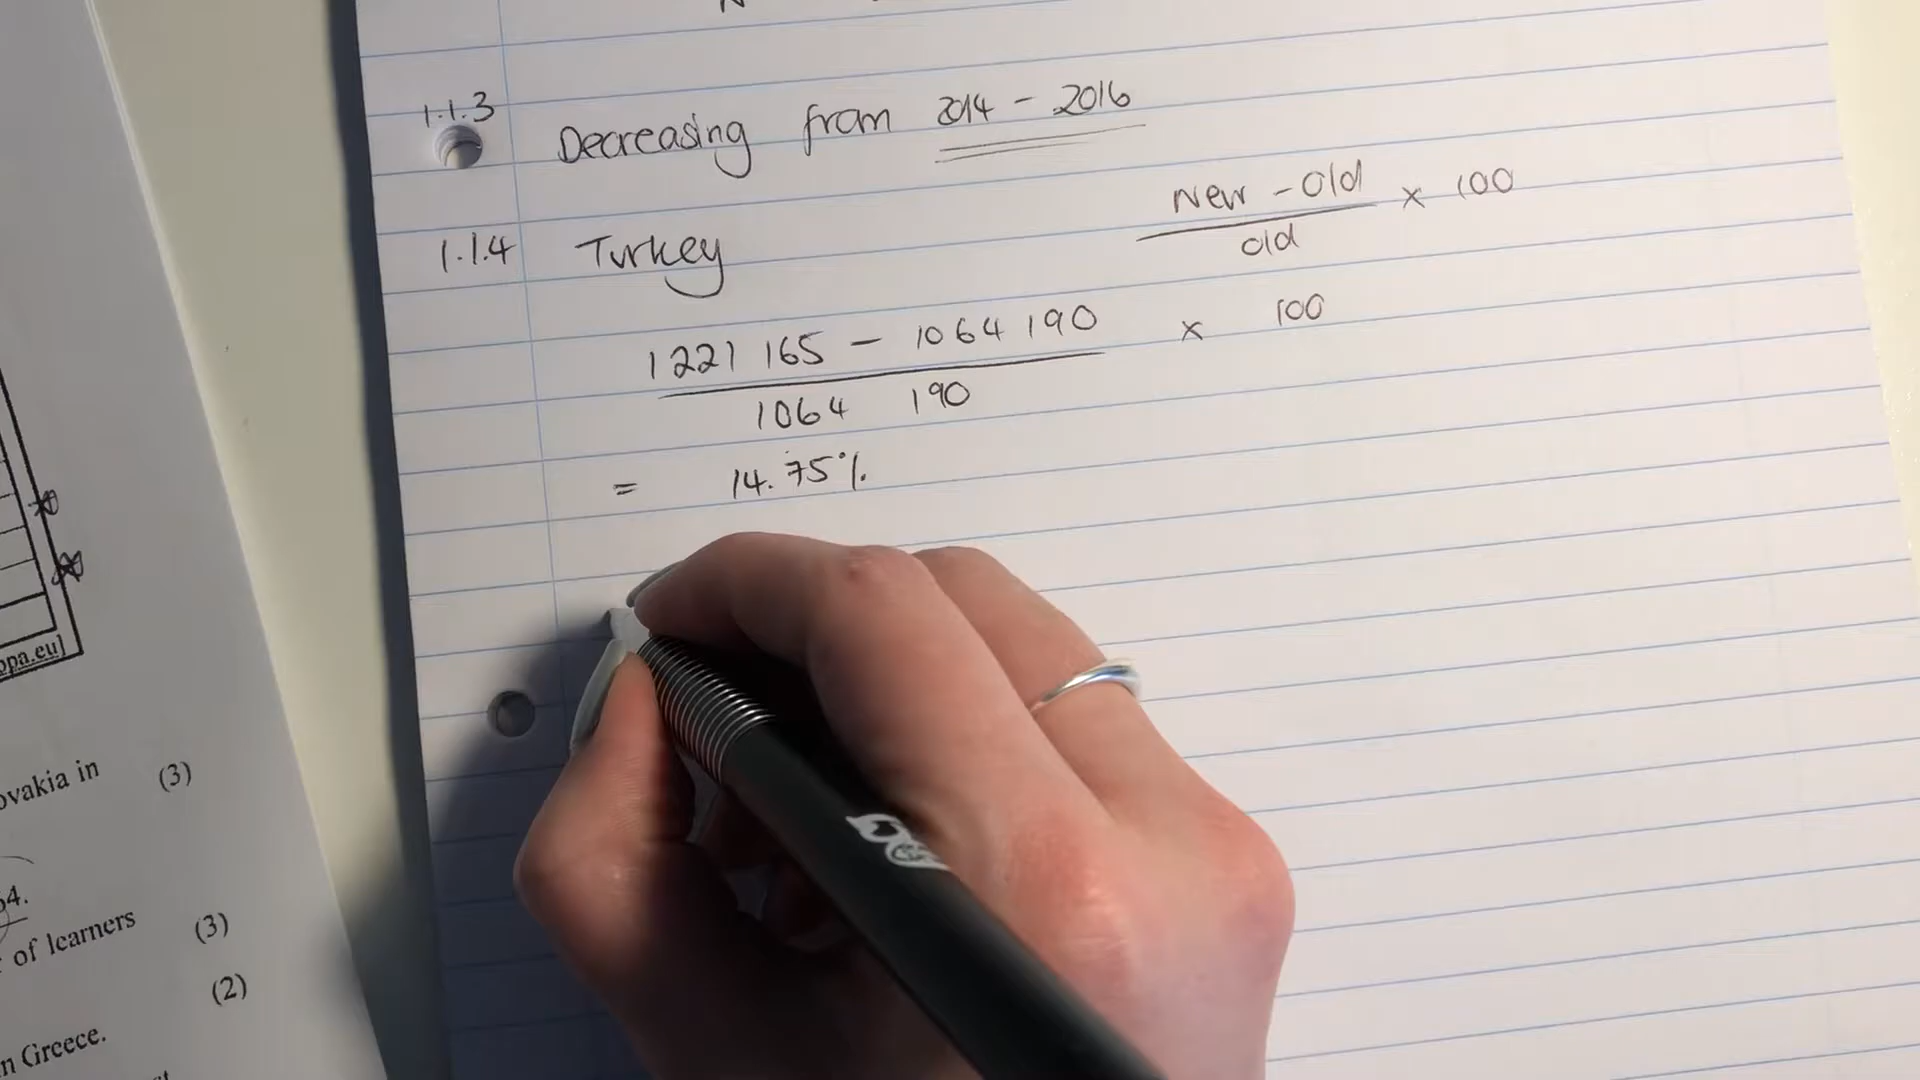 1.1.3 Decreasing from 2014 - 2016
New - Old
old
× 100
1.1.4 Turkey
1221 165 - 1064 190 × 100
1064 190
= 14.75%
opa.eu]
ovakia in (3)
64.
of learners (3)
(2)
n Greece.